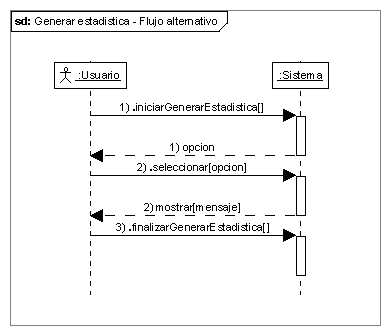 sd: Generar estadistica - Flujo alternativo
:Usuario
:Sistema
1) .iniciarGenerarEstadistica[]
1) opcion
2) .seleccionar[opcion]
2) mostrar[mensaje]
3) .finalizarGenerarEstadistica[]